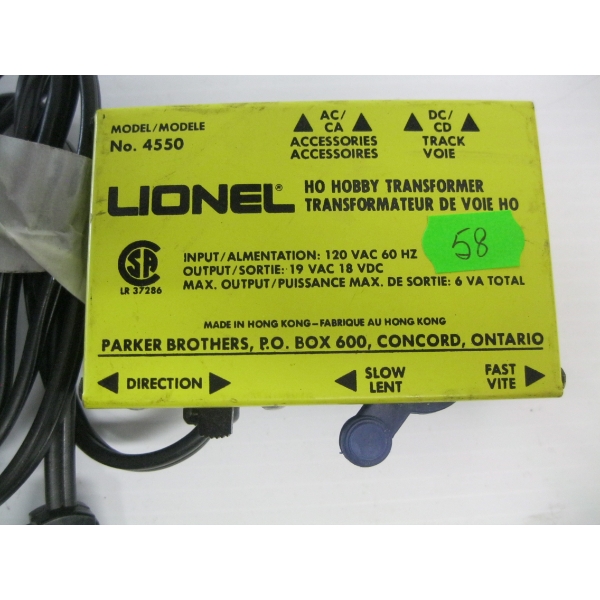 MODEL/MODELE
No. 4550
AC/ DC/
CA CD
ACCESSORIES TRACK
ACCESSOIRES VOIE
LIONEL®
HO HOBBY TRANSFORMER
TRANSFORMATEUR DE VOIE HO
58
SA
LR 37286
INPUT/ALMENTATION: 120 VAC 60 HZ
OUTPUT/SORTIE: 19 VAC 18 VDC
MAX. OUTPUT/PUISSANCE MAX. DE SORTIE: 6 VA TOTAL
MADE IN HONG KONG–FABRIQUE AU HONG KONG
PARKER BROTHERS, P.O. BOX 600, CONCORD, ONTARIO
DIRECTION SLOW FAST
LENT VITE